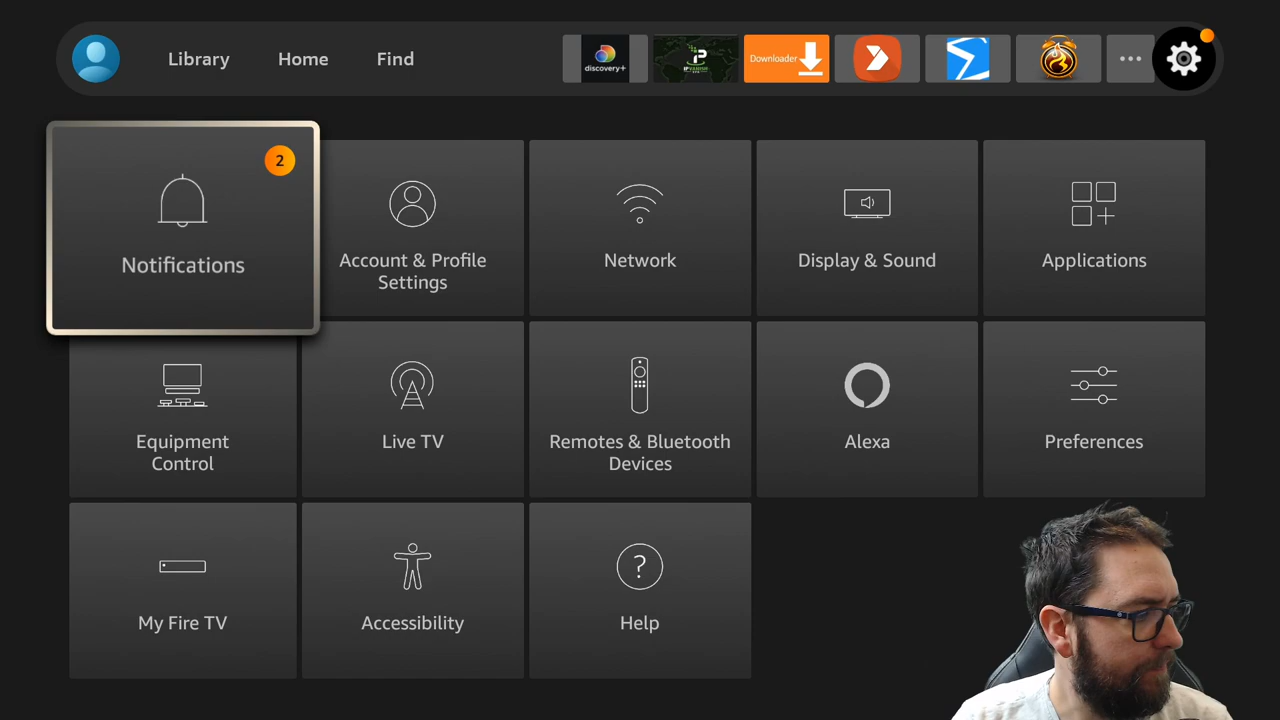 Library
Home
Find
discovery+
IPVANISH
Downloader
2
Notifications
Account & Profile
Settings
Network
Display & Sound
Applications
Equipment
Control
Live TV
Remotes & Bluetooth
Devices
Alexa
Preferences
My Fire TV
Accessibility
?
Help